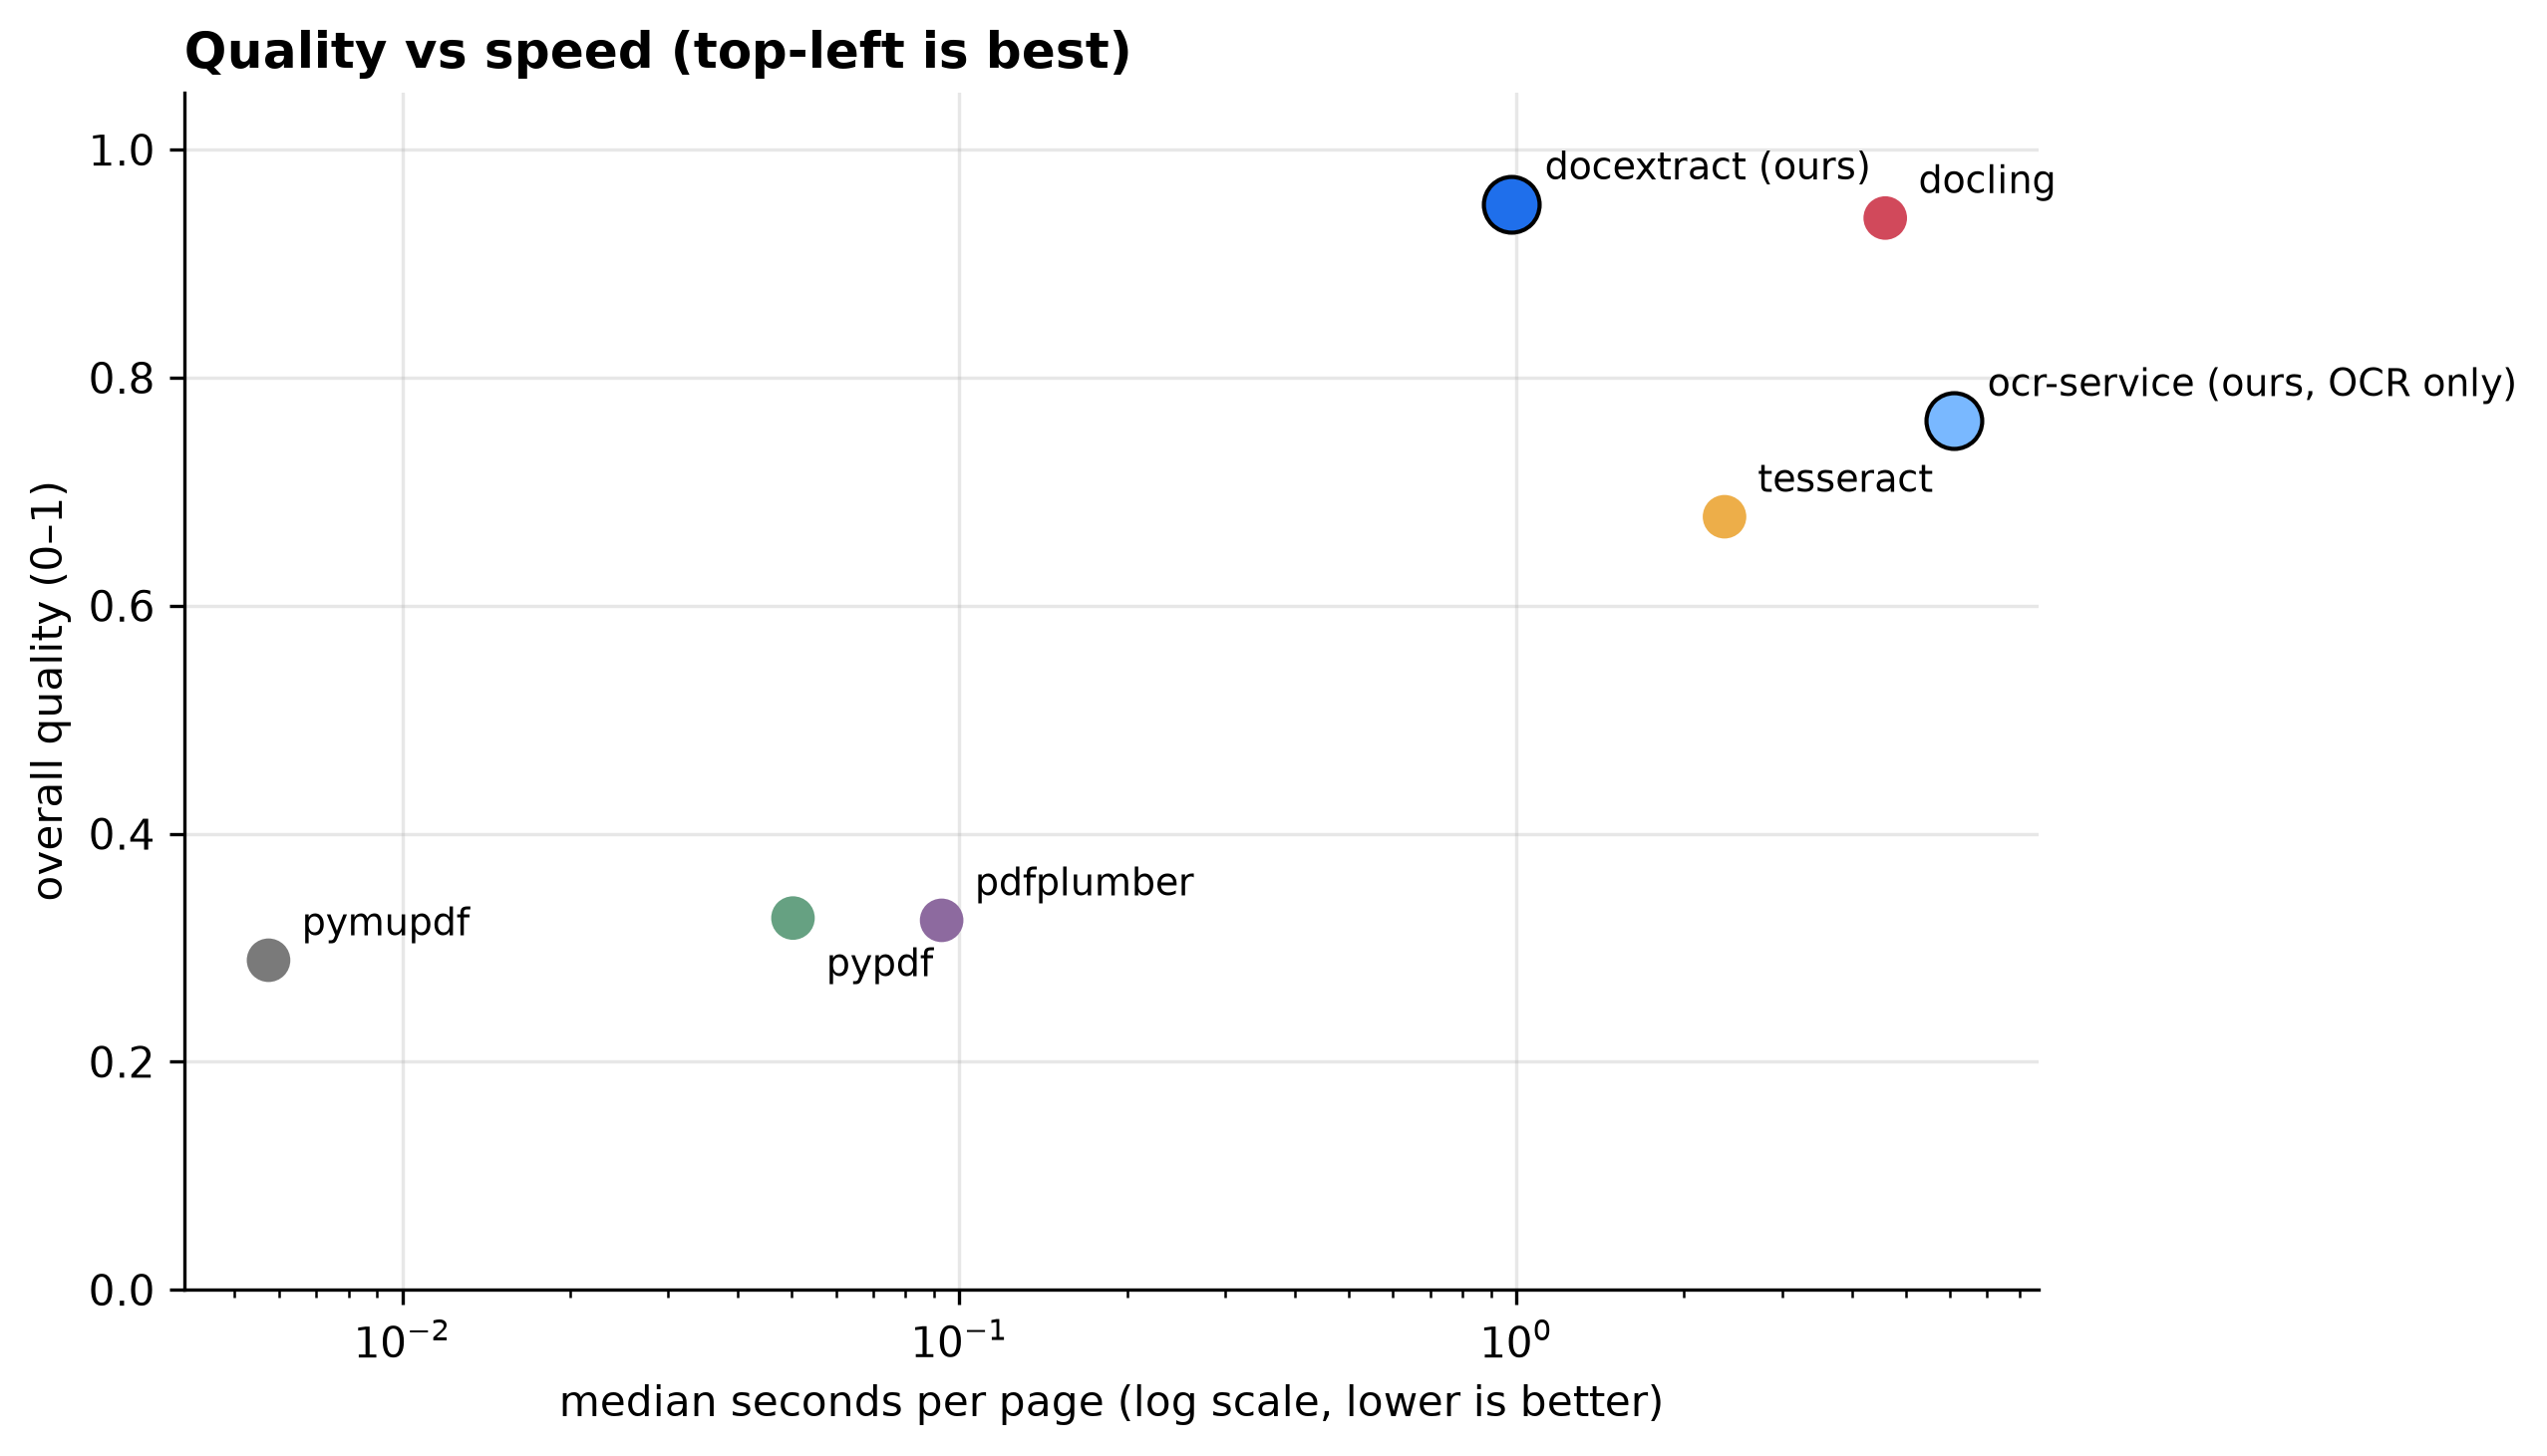 Quality vs speed (top-left is best)
1.0
docextract (ours)
docling
0.8
ocr-service (ours, OCR only)
tesseract
0.6
overall quality (0–1)
0.4
pdfplumber
pymupdf
pypdf
0.2
0.0
10⁻²
10⁻¹
10⁰
median seconds per page (log scale, lower is better)